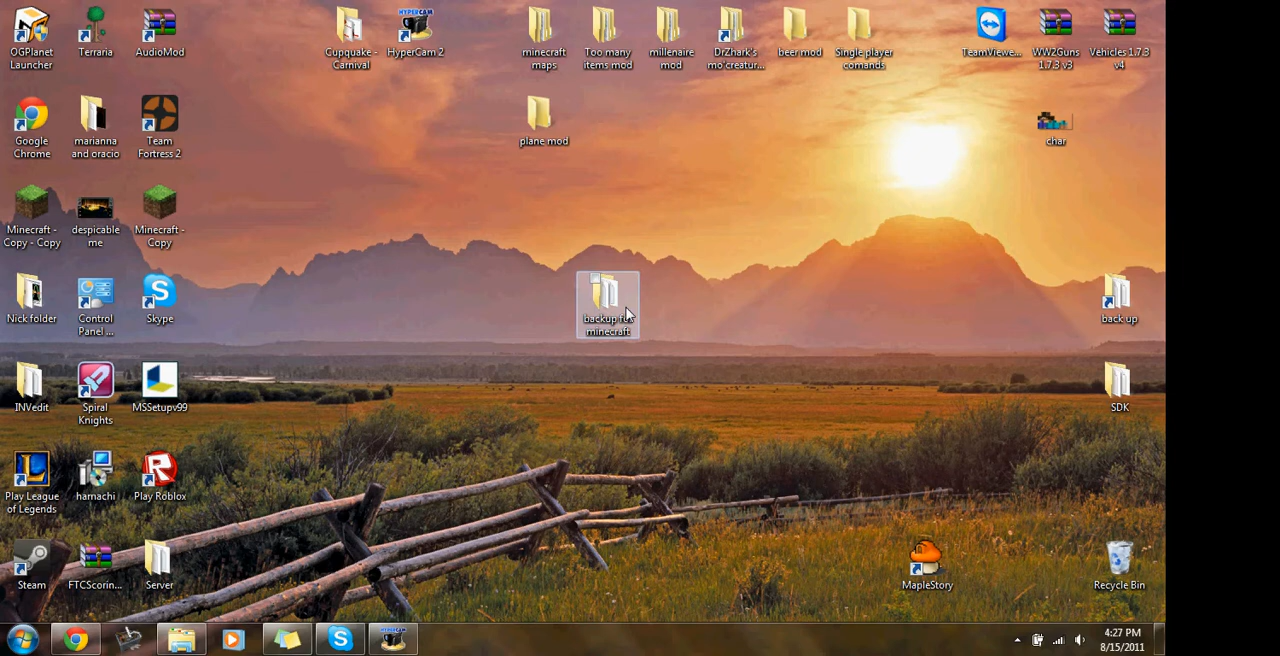 OGPlanet
Launcher
Terraria
AudioMod
Cupquake -
Carnival
HYPERCAM
HyperCam 2
minecraft
maps
Too many
items mod
millenaire
mod
DrZhark's
mo'creatur...
beer mod
Single player
comands
TeamViewe...
WW2Guns
1.7.3 v3
Vehicles 1.7.3
v4
Google
Chrome
marianna
and oracio
Team
Fortress 2
plane mod
char
Minecraft -
Copy - Copy
despicable
me
Minecraft -
Copy
Nick folder
Control
Panel ...
Skype
backup
minecraft
back up
INVedit
Spiral
Knights
MSSetupv99
SDK
Play League
of Legends
hamachi
Play Roblox
Steam
FTCScorin...
Server
MapleStory
Recycle Bin
HYPERCAM
4:27 PM
8/15/2011